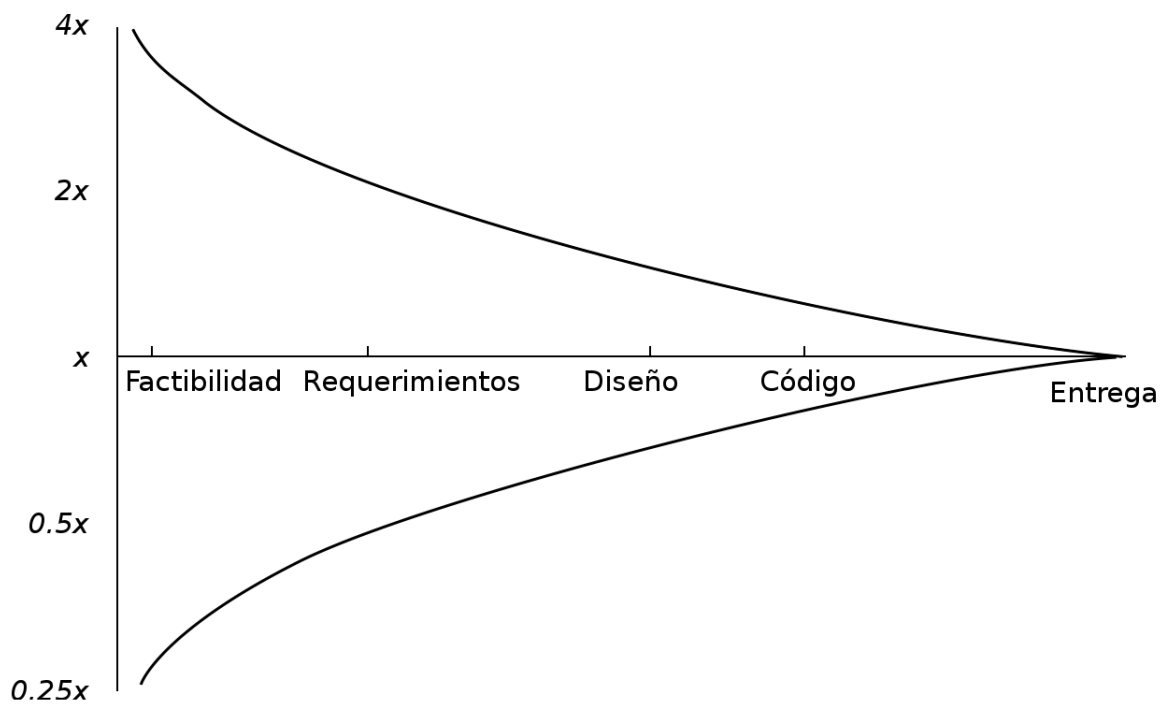 4x
2x
x
Factibilidad Requerimientos Diseño Código Entrega
0.5x
0.25x